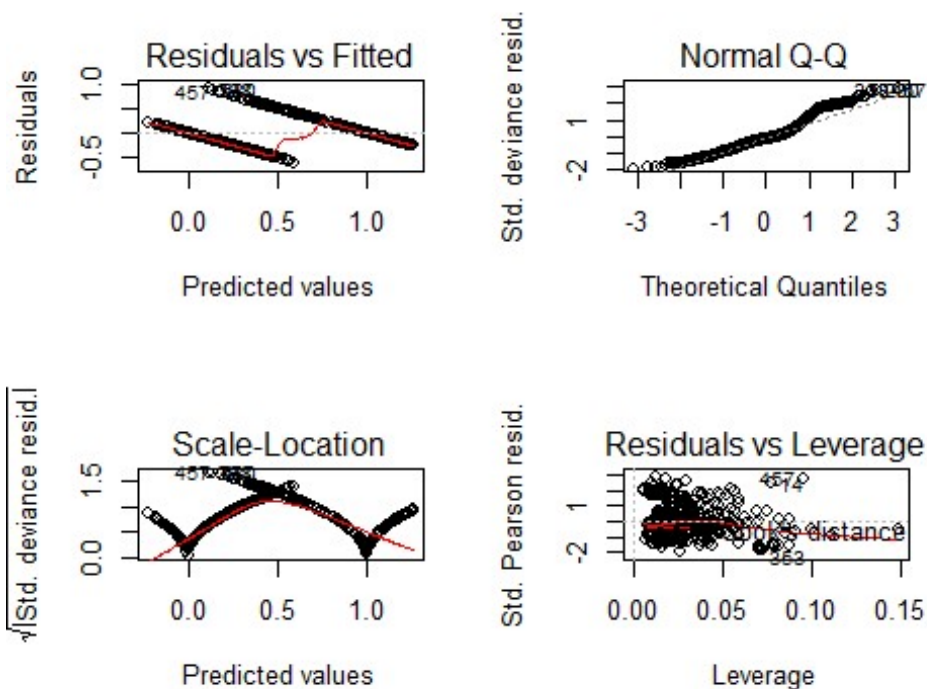 Residuals vs Fitted
Residuals
1.0
-0.5
457
0.0 0.5 1.0
Predicted values
Normal Q-Q
Std. deviance resid.
1
-2
-3 -1 0 1 2 3
Theoretical Quantiles
Scale-Location
√|Std. deviance resid.|
1.5
0.0
457
0.0 0.5 1.0
Predicted values
Residuals vs Leverage
Std. Pearson resid.
1
-2
457
74
Cook's distance
363
0.00 0.05 0.10 0.15
Leverage